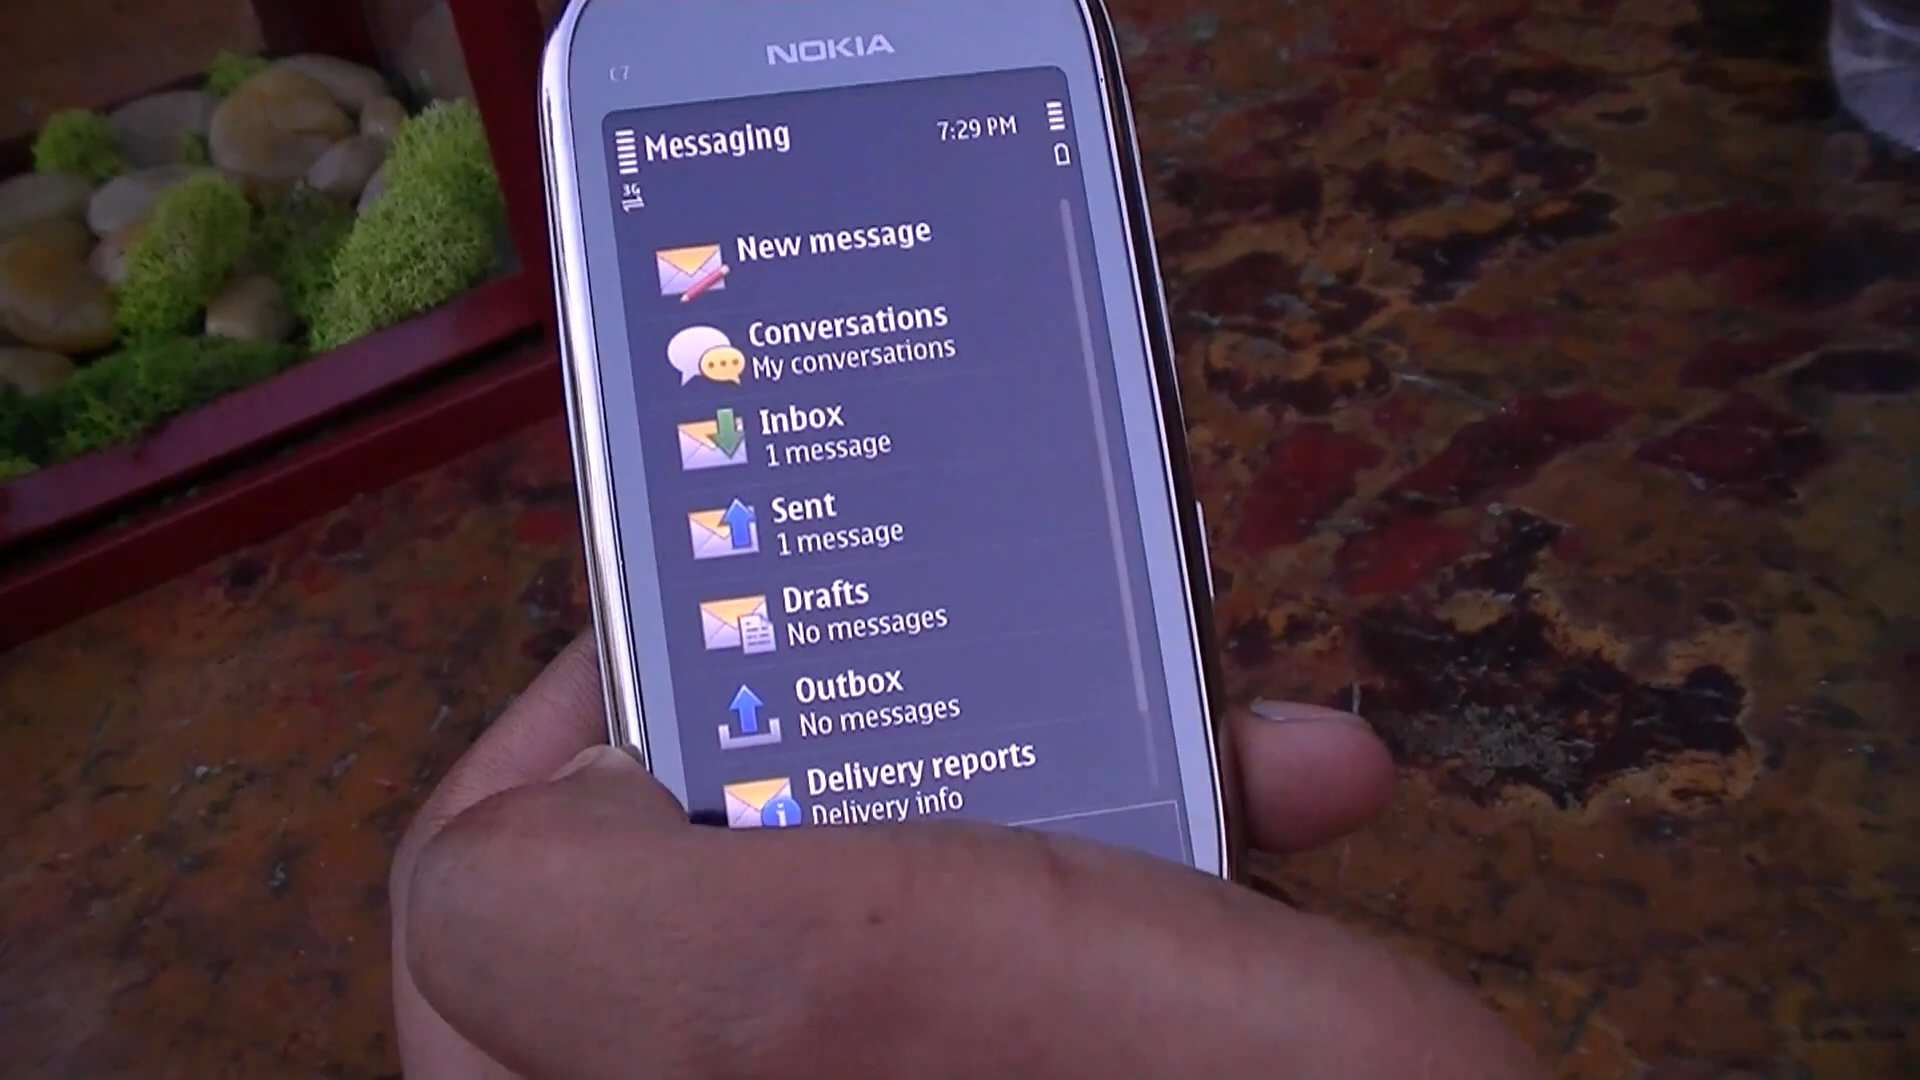 C7
NOKIA
Messaging
7:29 PM
3G
New message
Conversations
My conversations
Inbox
1 message
Sent
1 message
Drafts
No messages
Outbox
No messages
Delivery reports
Delivery info